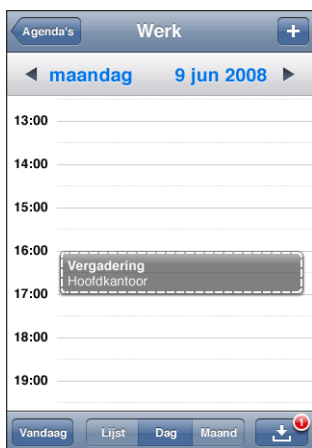 Agenda's Werk +
maandag 9 jun 2008
13:00
14:00
15:00
16:00
Vergadering
Hoofdkantoor
17:00
18:00
19:00
Vandaag Lijst Dag Maand 1